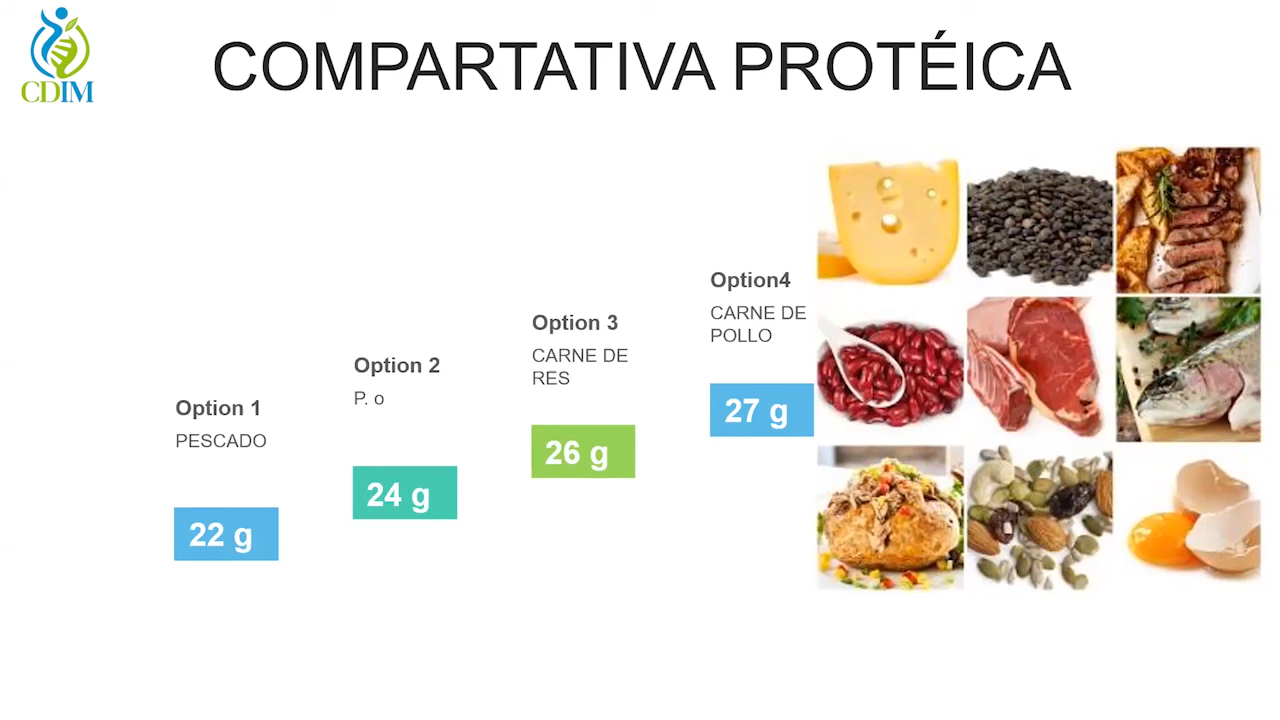 CDIM
COMPARTATIVA PROTÉICA
Option 1
PESCADO
22 g
Option 2
P. o
24 g
Option 3
CARNE DE
RES
26 g
Option4
CARNE DE
POLLO
27 g